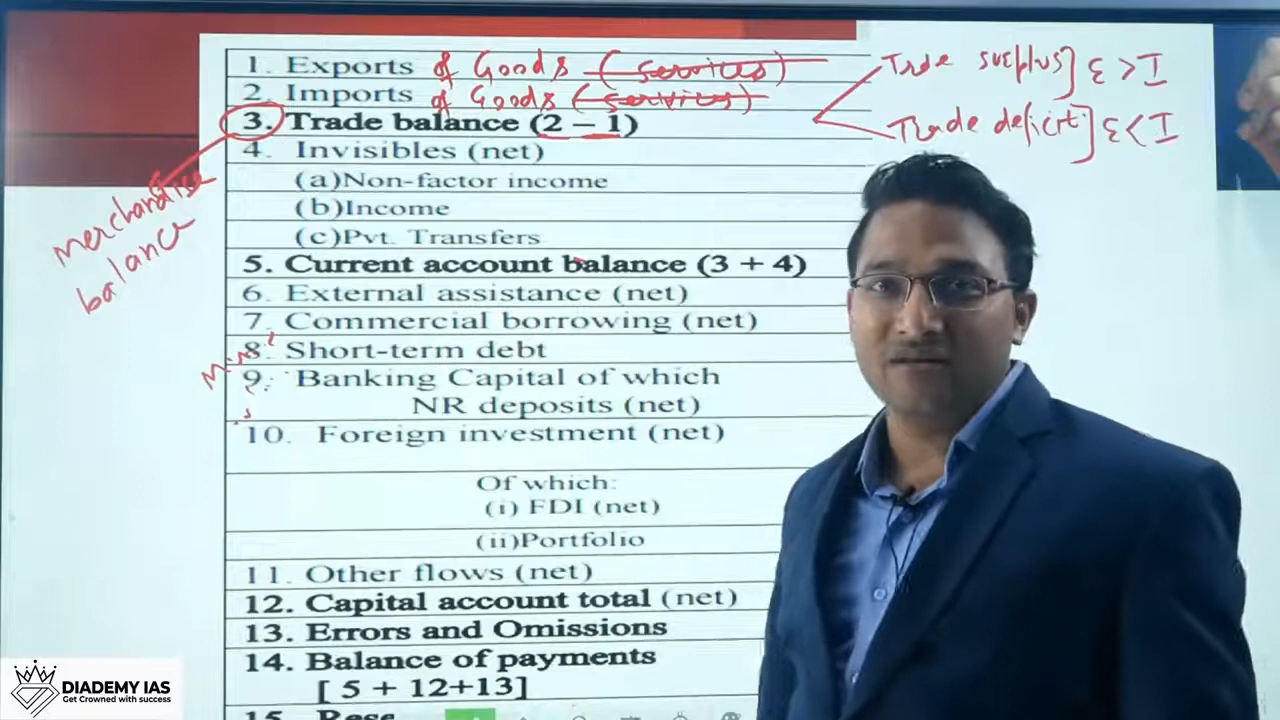 1. Exports of Goods (services)
2. Imports of Goods (services)
3. Trade balance (2 – 1)
4. Invisibles (net)
(a)Non-factor income
(b)Income
(c)Pvt. Transfers
5. Current account balance (3 + 4)
6. External assistance (net)
7. Commercial borrowing (net)
8. Short-term debt
9. Banking Capital of which
NR deposits (net)
10. Foreign investment (net)
Of which:
(i) FDI (net)
(ii)Portfolio
11. Other flows (net)
12. Capital account total (net)
13. Errors and Omissions
14. Balance of payments
[ 5 + 12+13]
15.
Trade surplus] E > I
Trade deficit] E < I
Merchandise
balance
DIADEMY IAS
Get Crowned with success